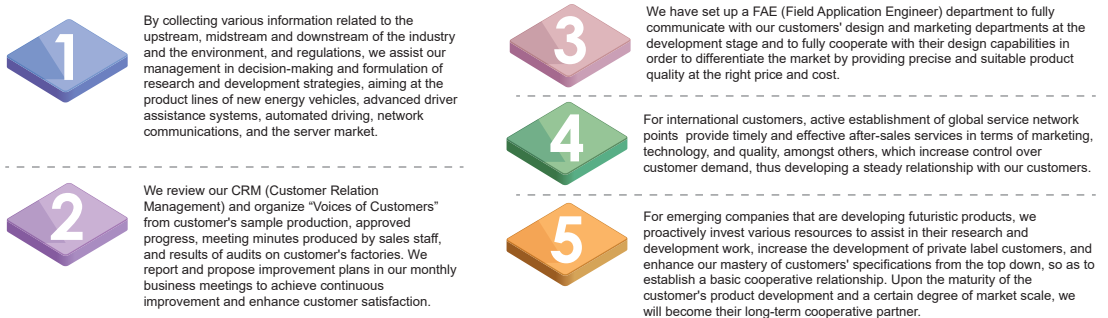 1
By collecting various information related to the
upstream, midstream and downstream of the industry
and the environment, and regulations, we assist our
management in decision-making and formulation of
research and development strategies, aiming at the
product lines of new energy vehicles, advanced driver
assistance systems, automated driving, network
communications, and the server market.
2
We review our CRM (Customer Relation
Management) and organize “Voices of Customers”
from customer's sample production, approved
progress, meeting minutes produced by sales staff,
and results of audits on customer's factories. We
report and propose improvement plans in our monthly
business meetings to achieve continuous
improvement and enhance customer satisfaction.
3
We have set up a FAE (Field Application Engineer) department to fully
communicate with our customers' design and marketing departments at the
development stage and to fully cooperate with their design capabilities in
order to differentiate the market by providing precise and suitable product
quality at the right price and cost.
4
For international customers, active establishment of global service network
points provide timely and effective after-sales services in terms of marketing,
technology, and quality, amongst others, which increase control over
customer demand, thus developing a steady relationship with our customers.
5
For emerging companies that are developing futuristic products, we
proactively invest various resources to assist in their research and
development work, increase the development of private label customers, and
enhance our mastery of customers' specifications from the top down, so as to
establish a basic cooperative relationship. Upon the maturity of the
customer's product development and a certain degree of market scale, we
will become their long-term cooperative partner.